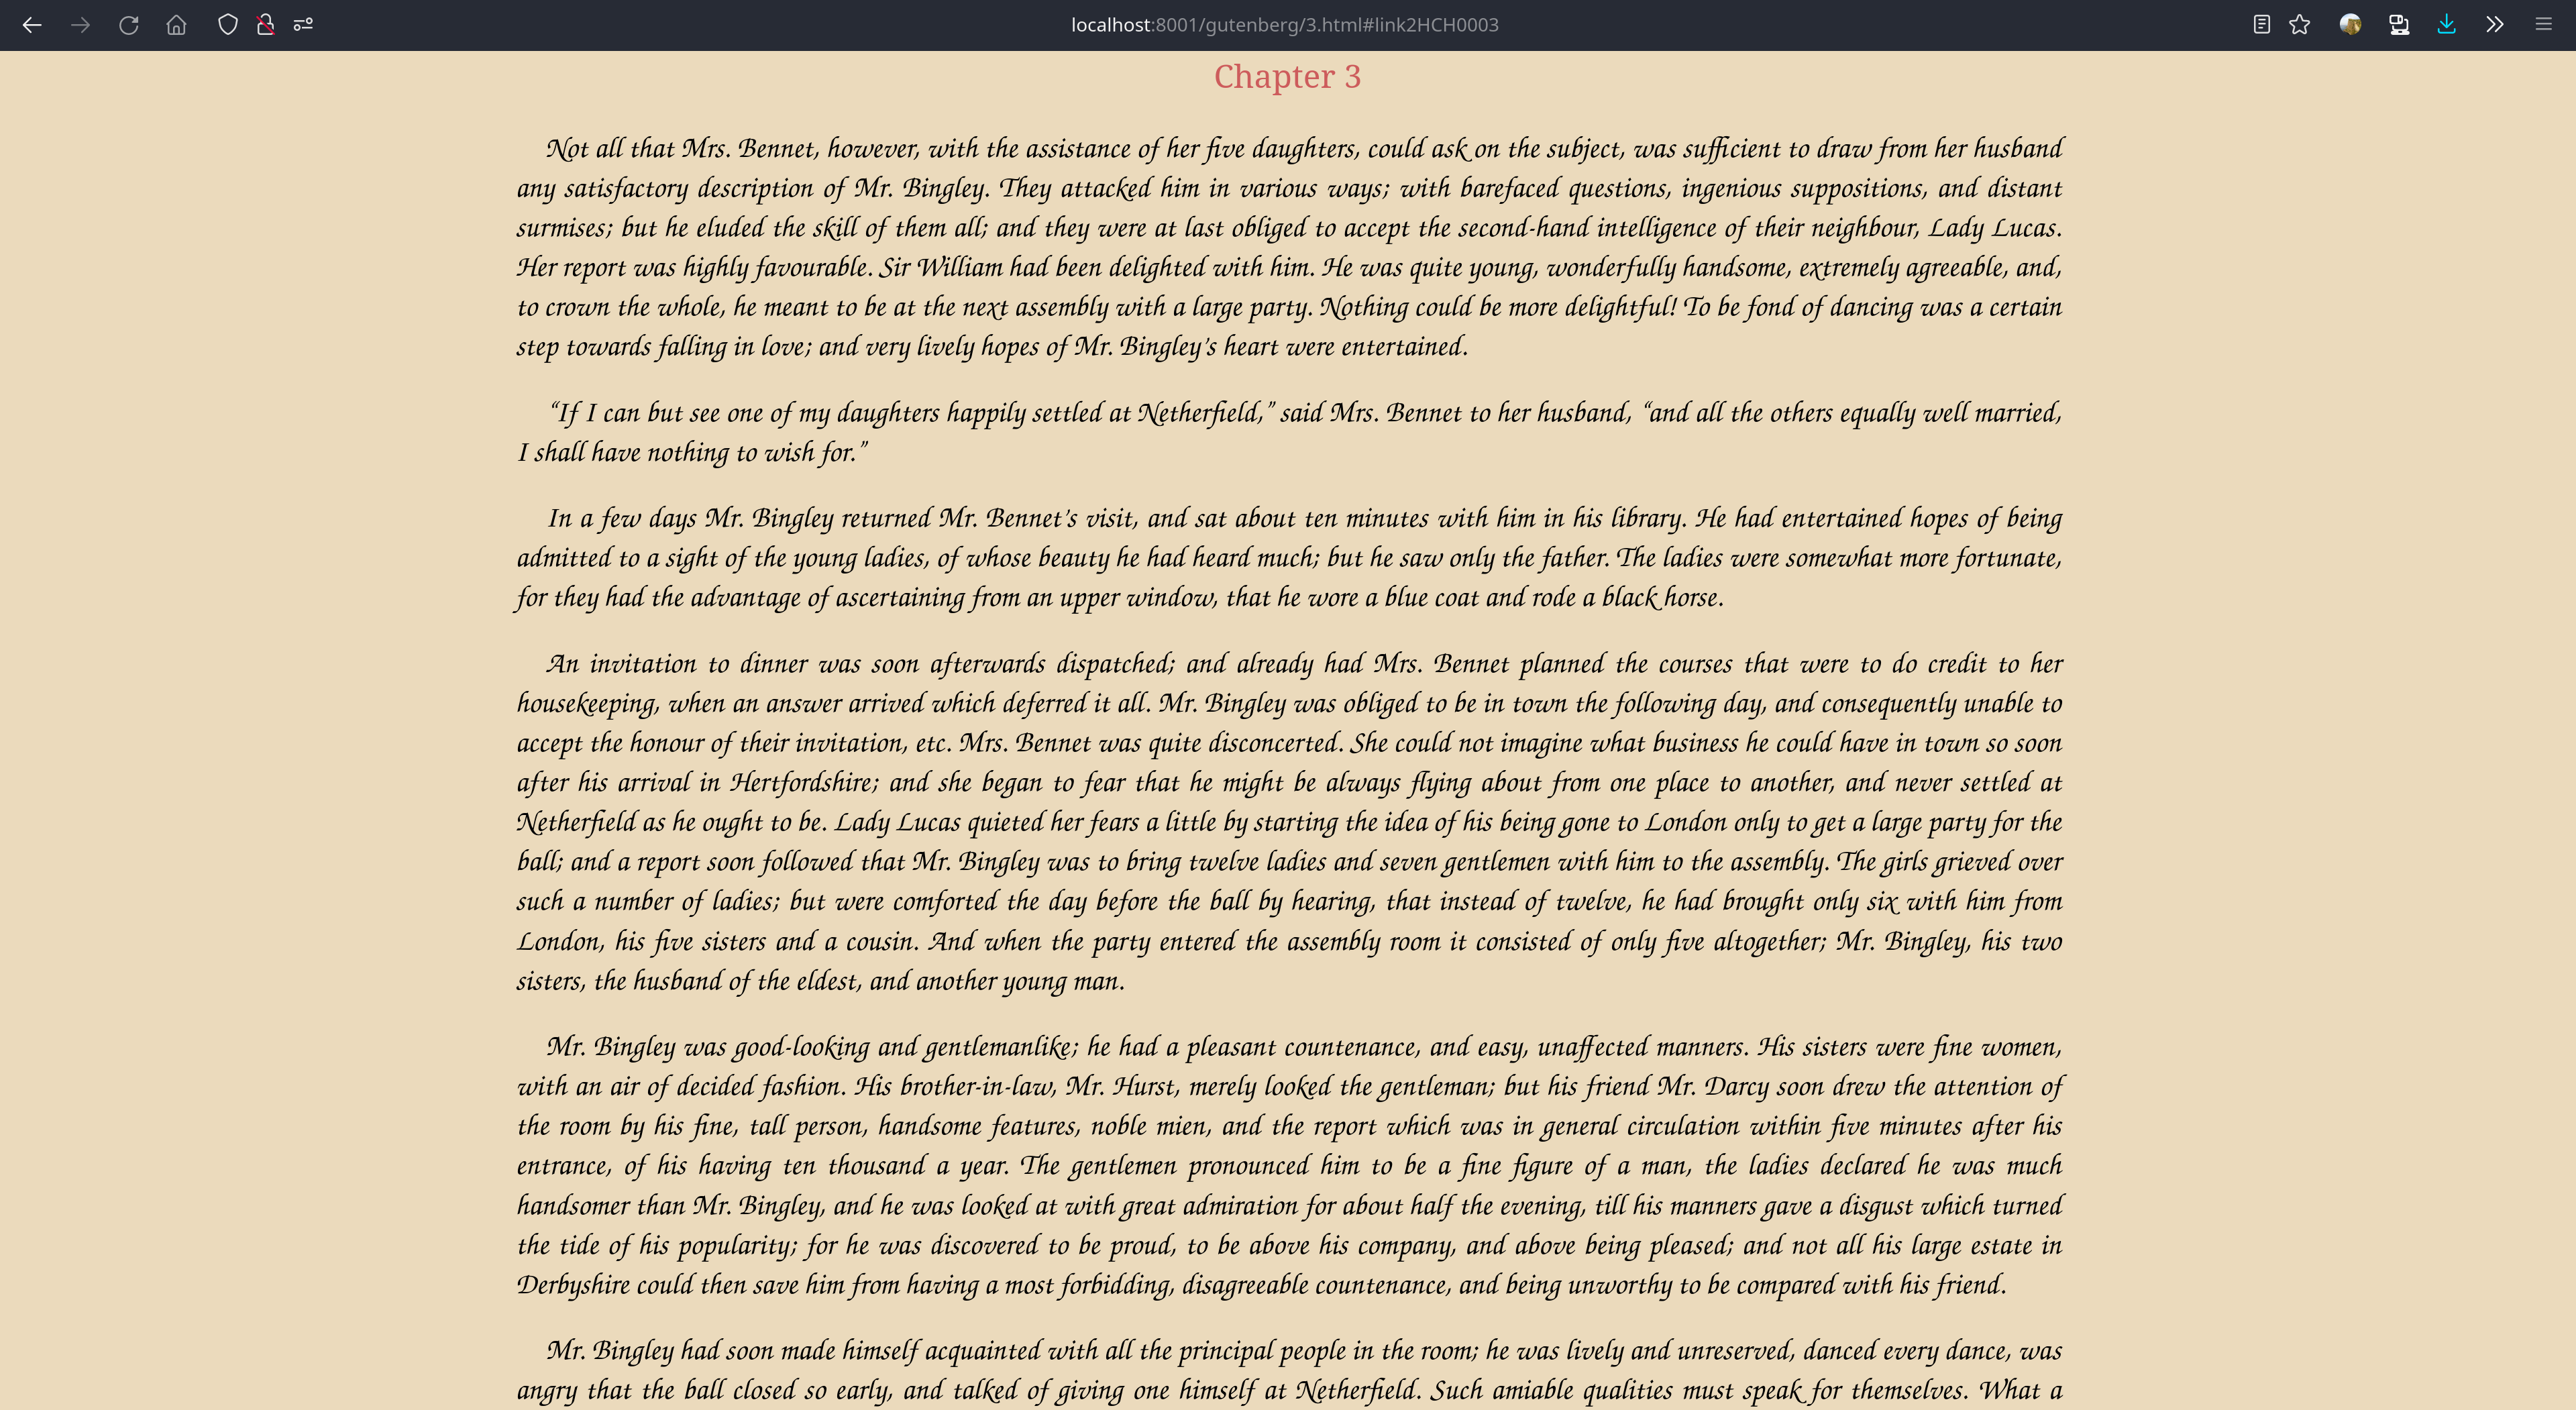 localhost:8001/gutenberg/3.html#link2HCH0003
Chapter 3
Not all that Mrs. Bennet, however, with the assistance of her five daughters, could ask on the subject, was sufficient to draw from her husband
any satisfactory description of Mr. Bingley. They attacked him in various ways; with barefaced questions, ingenious suppositions, and distant
surmises; but he eluded the skill of them all; and they were at last obliged to accept the second-hand intelligence of their neighbour, Lady Lucas.
Her report was highly favourable. Sir William had been delighted with him. He was quite young, wonderfully handsome, extremely agreeable, and,
to crown the whole, he meant to be at the next assembly with a large party. Nothing could be more delightful! To be fond of dancing was a certain
step towards falling in love; and very lively hopes of Mr. Bingley’s heart were entertained.
“If I can but see one of my daughters happily settled at Netherfield,” said Mrs. Bennet to her husband, “and all the others equally well married,
I shall have nothing to wish for.”
In a few days Mr. Bingley returned Mr. Bennet’s visit, and sat about ten minutes with him in his library. He had entertained hopes of being
admitted to a sight of the young ladies, of whose beauty he had heard much; but he saw only the father. The ladies were somewhat more fortunate,
for they had the advantage of ascertaining from an upper window, that he wore a blue coat and rode a black horse.
An invitation to dinner was soon afterwards dispatched; and already had Mrs. Bennet planned the courses that were to do credit to her
housekeeping, when an answer arrived which deferred it all. Mr. Bingley was obliged to be in town the following day, and consequently unable to
accept the honour of their invitation, etc. Mrs. Bennet was quite disconcerted. She could not imagine what business he could have in town so soon
after his arrival in Hertfordshire; and she began to fear that he might be always flying about from one place to another, and never settled at
Netherfield as he ought to be. Lady Lucas quieted her fears a little by starting the idea of his being gone to London only to get a large party for the
ball; and a report soon followed that Mr. Bingley was to bring twelve ladies and seven gentlemen with him to the assembly. The girls grieved over
such a number of ladies; but were comforted the day before the ball by hearing, that instead of twelve, he had brought only six with him from
London, his five sisters and a cousin. And when the party entered the assembly room it consisted of only five altogether; Mr. Bingley, his two
sisters, the husband of the eldest, and another young man.
Mr. Bingley was good-looking and gentlemanlike; he had a pleasant countenance, and easy, unaffected manners. His sisters were fine women,
with an air of decided fashion. His brother-in-law, Mr. Hurst, merely looked the gentleman; but his friend Mr. Darcy soon drew the attention of
the room by his fine, tall person, handsome features, noble mien, and the report which was in general circulation within five minutes after his
entrance, of his having ten thousand a year. The gentlemen pronounced him to be a fine figure of a man, the ladies declared he was much
handsomer than Mr. Bingley, and he was looked at with great admiration for about half the evening, till his manners gave a disgust which turned
the tide of his popularity; for he was discovered to be proud, to be above his company, and above being pleased; and not all his large estate in
Derbyshire could then save him from having a most forbidding, disagreeable countenance, and being unworthy to be compared with his friend.
Mr. Bingley had soon made himself acquainted with all the principal people in the room; he was lively and unreserved, danced every dance, was
angry that the ball closed so early, and talked of giving one himself at Netherfield. Such amiable qualities must speak for themselves. What a